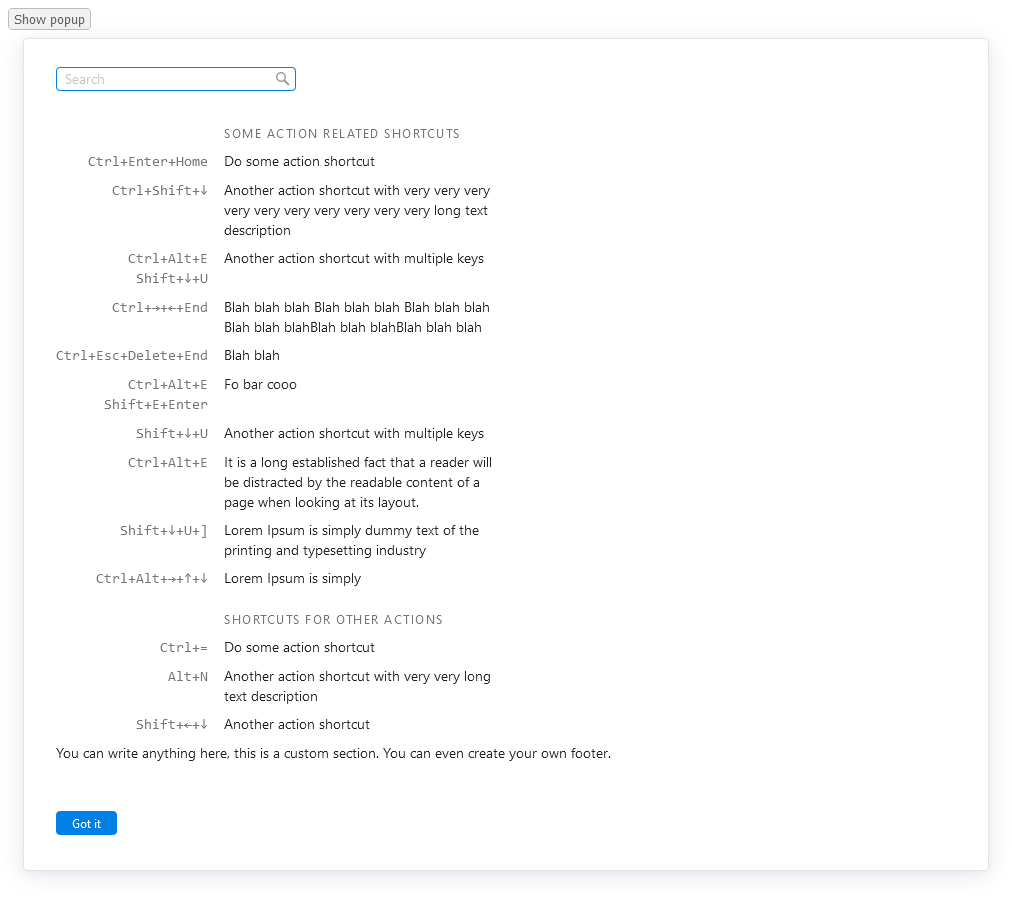 Show popup
Search
SOME ACTION RELATED SHORTCUTS
Ctrl+Enter+Home Do some action shortcut
Ctrl+Shift+↓ Another action shortcut with very very very
very very very very very very very long text
description
Ctrl+Alt+E Another action shortcut with multiple keys
Shift+↓+U
Ctrl+→+←+End Blah blah blah Blah blah blah Blah blah blah
Blah blah blahBlah blah blahBlah blah blah
Ctrl+Esc+Delete+End Blah blah
Ctrl+Alt+E Fo bar cooo
Shift+E+Enter
Shift+↓+U Another action shortcut with multiple keys
Ctrl+Alt+E It is a long established fact that a reader will
be distracted by the readable content of a
page when looking at its layout.
Shift+↓+U+] Lorem Ipsum is simply dummy text of the
printing and typesetting industry
Ctrl+Alt+→+↑+↓ Lorem Ipsum is simply
SHORTCUTS FOR OTHER ACTIONS
Ctrl+= Do some action shortcut
Alt+N Another action shortcut with very very long
text description
Shift+←+↓ Another action shortcut
You can write anything here, this is a custom section. You can even create your own footer.
Got it